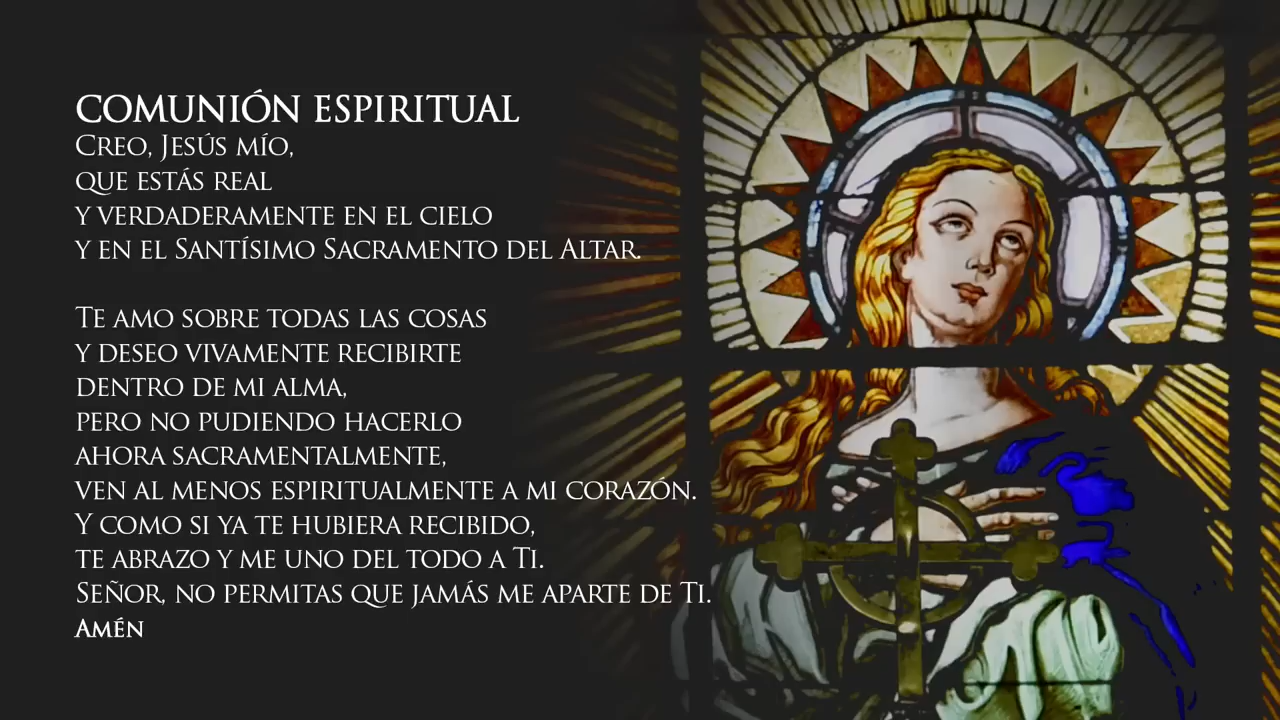 COMUNIÓN ESPIRITUAL
CREO, JESÚS MÍO,
QUE ESTÁS REAL
Y VERDADERAMENTE EN EL CIELO
Y EN EL SANTÍSIMO SACRAMENTO DEL ALTAR.
TE AMO SOBRE TODAS LAS COSAS
Y DESEO VIVAMENTE RECIBIRTE
DENTRO DE MI ALMA,
PERO NO PUDIENDO HACERLO
AHORA SACRAMENTALMENTE,
VEN AL MENOS ESPIRITUALMENTE A MI CORAZÓN.
Y COMO SI YA TE HUBIERA RECIBIDO,
TE ABRAZO Y ME UNO DEL TODO A TI.
SEÑOR, NO PERMITAS QUE JAMÁS ME APARTE DE TI.
AMÉN